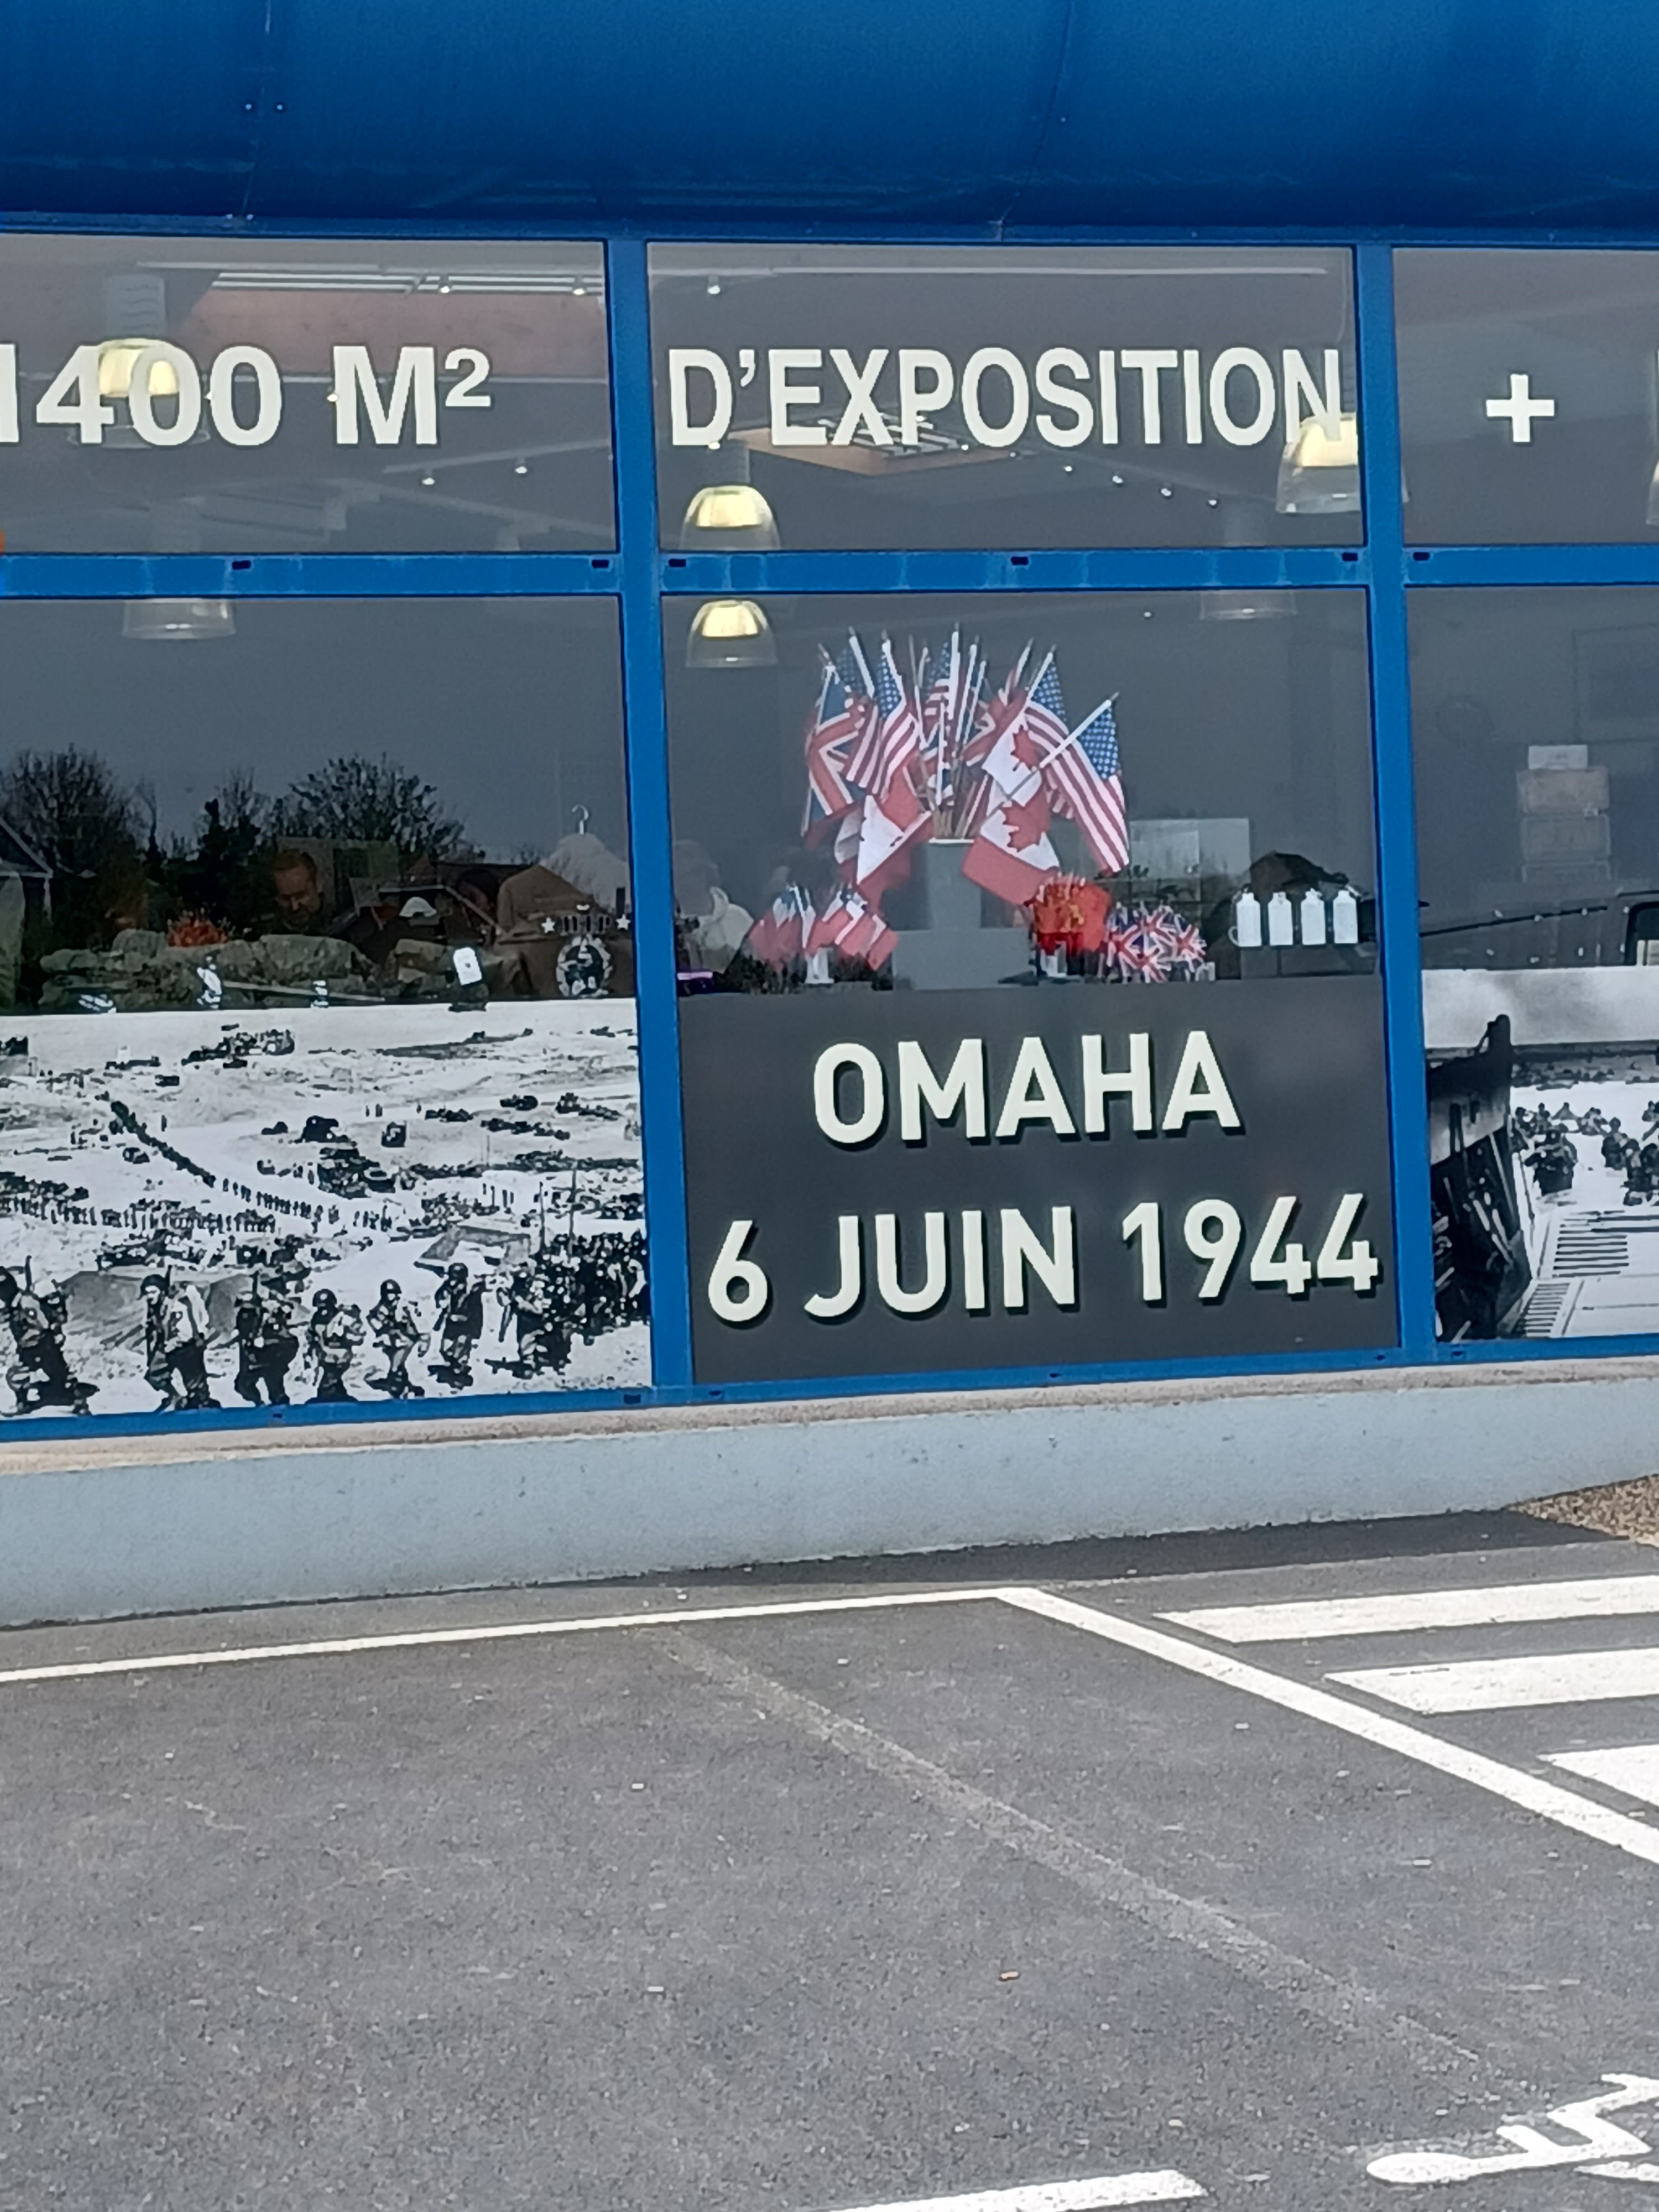 1400 M² D'EXPOSITION +
OMAHA
6 JUIN 1944